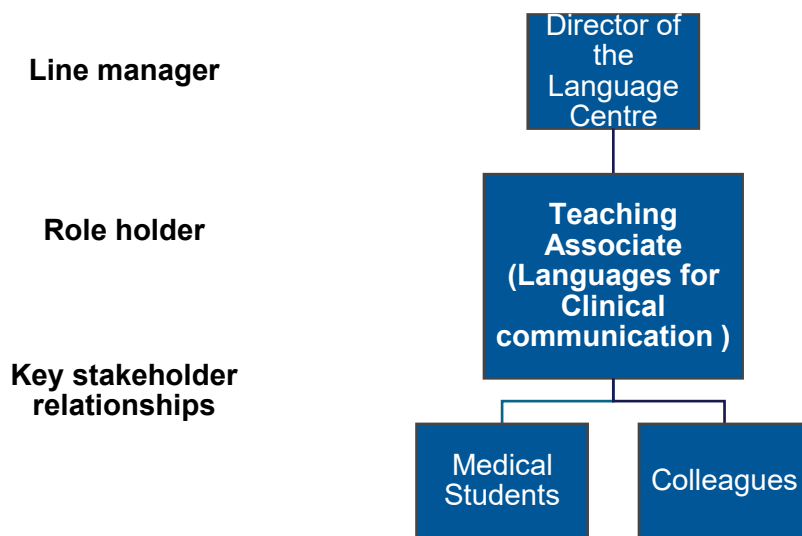 Line manager
Director of
the
Language
Centre
Role holder
Teaching
Associate
(Languages for
Clinical
communication )
Key stakeholder
relationships
Medical
Students
Colleagues